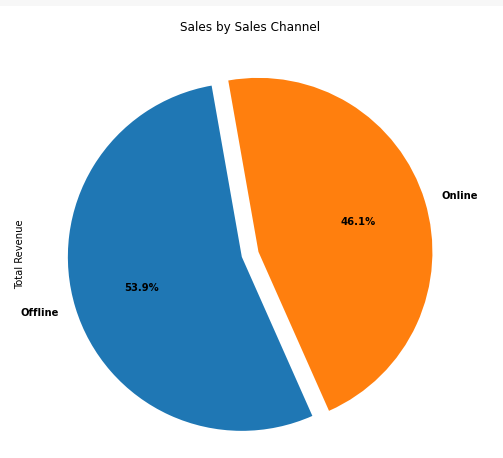 Sales by Sales Channel
Online
46.1%
Total Revenue
53.9%
Offline